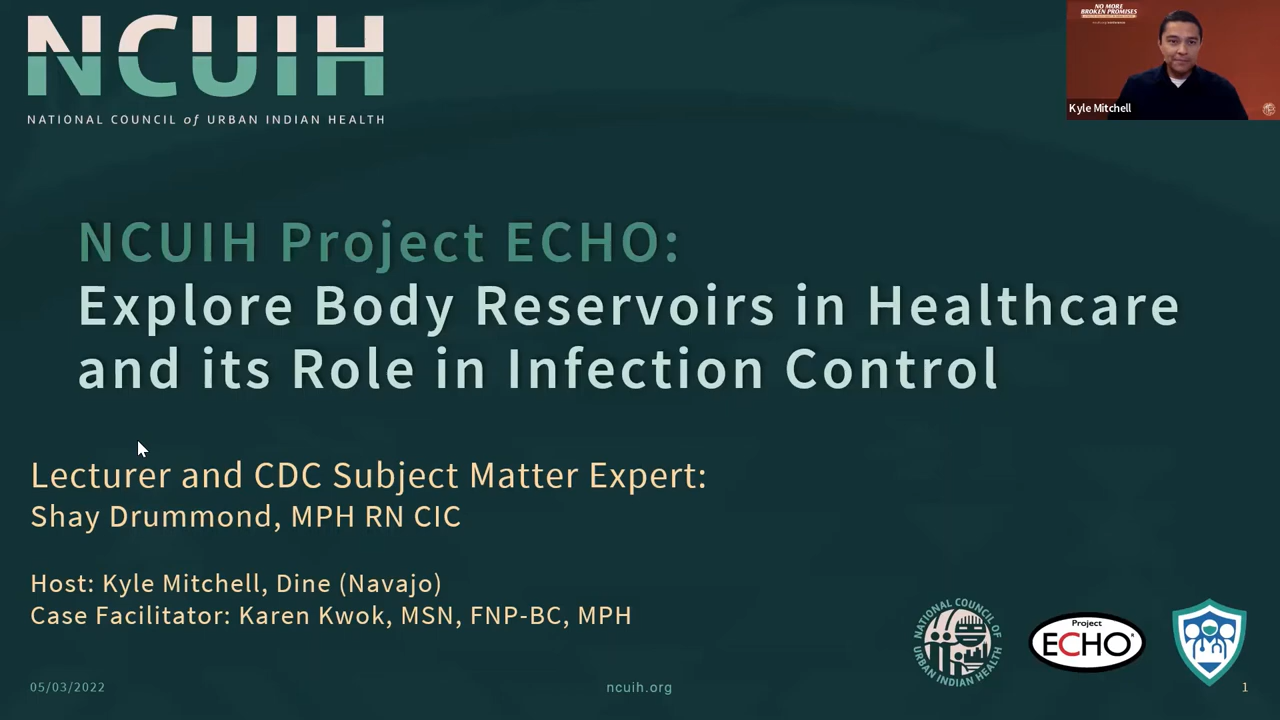 NCUIH
NATIONAL COUNCIL of URBAN INDIAN HEALTH
NO MORE
BROKEN PROMISES
Kyle Mitchell
NCUIH Project ECHO:
Explore Body Reservoirs in Healthcare
and its Role in Infection Control
Lecturer and CDC Subject Matter Expert:
Shay Drummond, MPH RN CIC
Host: Kyle Mitchell, Dine (Navajo)
Case Facilitator: Karen Kwok, MSN, FNP-BC, MPH
NATIONAL COUNCIL OF
URBAN INDIAN HEALTH
Project
ECHO®
05/03/2022
ncuih.org
1